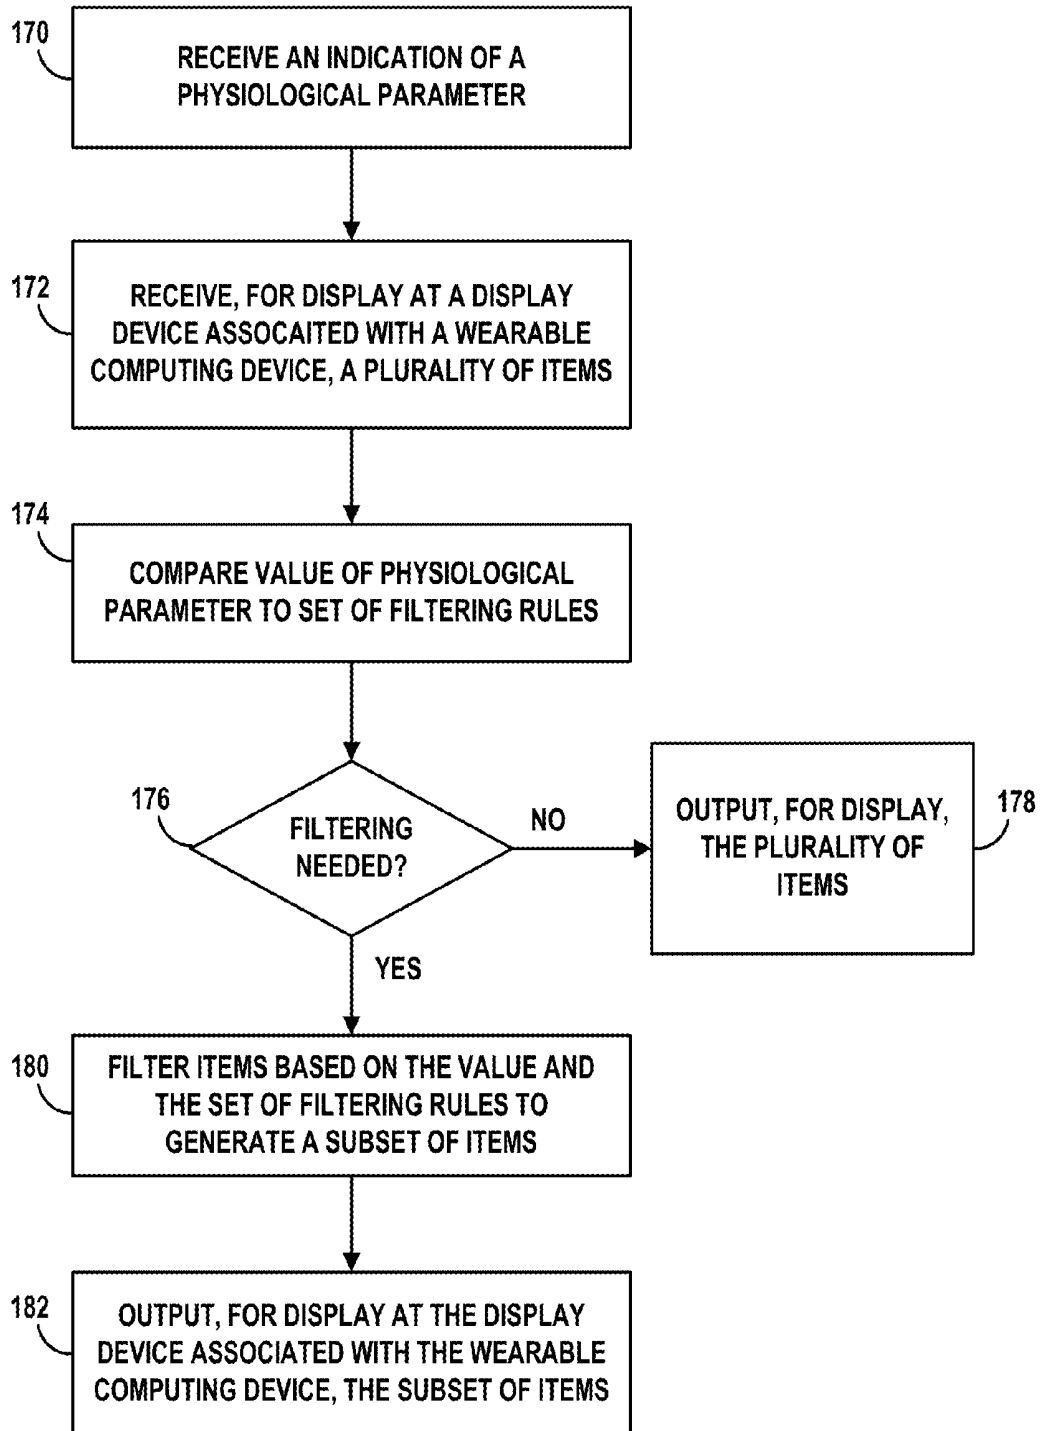 170
RECEIVE AN INDICATION OF A
PHYSIOLOGICAL PARAMETER
172
RECEIVE, FOR DISPLAY AT A DISPLAY
DEVICE ASSOCAITED WITH A WEARABLE
COMPUTING DEVICE, A PLURALITY OF ITEMS
174
COMPARE VALUE OF PHYSIOLOGICAL
PARAMETER TO SET OF FILTERING RULES
176
FILTERING
NEEDED?
NO
OUTPUT, FOR DISPLAY,
THE PLURALITY OF
ITEMS
178
YES
180
FILTER ITEMS BASED ON THE VALUE AND
THE SET OF FILTERING RULES TO
GENERATE A SUBSET OF ITEMS
182
OUTPUT, FOR DISPLAY AT THE DISPLAY
DEVICE ASSOCIATED WITH THE WEARABLE
COMPUTING DEVICE, THE SUBSET OF ITEMS